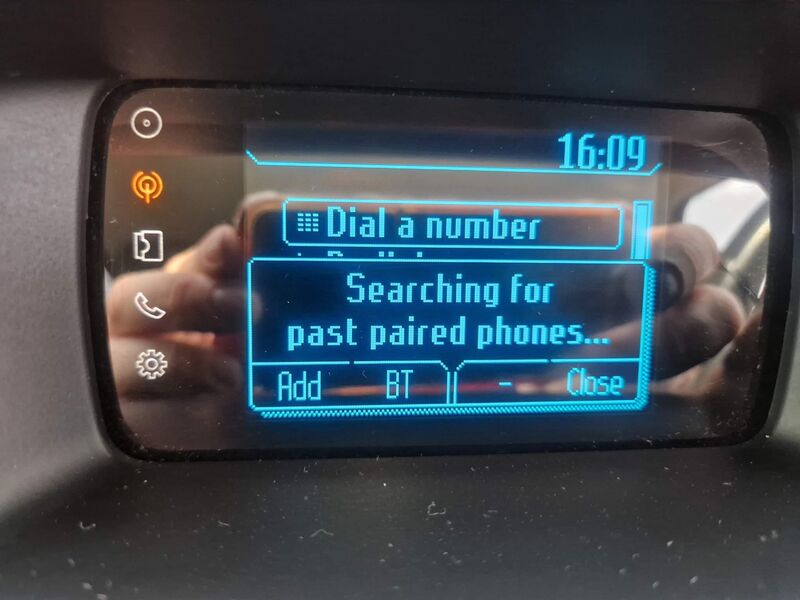 16:09
Dial a number
Searching for
past paired phones...
Add BT - Close